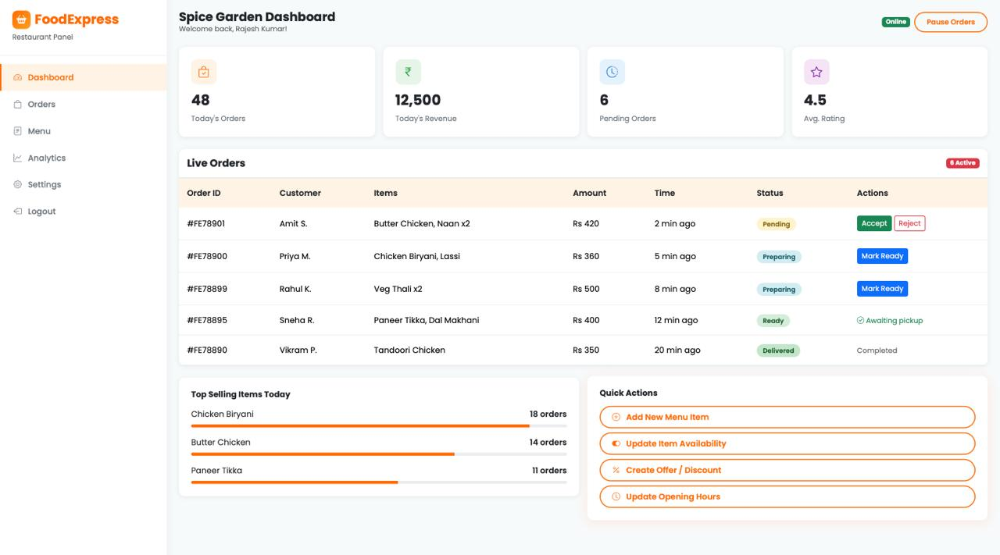 FoodExpress
Restaurant Panel
Dashboard
Orders
Menu
Analytics
Settings
Logout
Spice Garden Dashboard
Welcome back, Rajesh Kumar!
Online
Pause Orders
48
Today's Orders
₹
12,500
Today's Revenue
6
Pending Orders
4.5
Avg. Rating
Live Orders
6 Active
Order ID Customer Items Amount Time Status Actions
#FE78901 Amit S. Butter Chicken, Naan x2 Rs 420 2 min ago Pending Accept Reject
#FE78900 Priya M. Chicken Biryani, Lassi Rs 360 5 min ago Preparing Mark Ready
#FE78899 Rahul K. Veg Thali x2 Rs 500 8 min ago Preparing Mark Ready
#FE78895 Sneha R. Paneer Tikka, Dal Makhani Rs 400 12 min ago Ready Awaiting pickup
#FE78890 Vikram P. Tandoori Chicken Rs 350 20 min ago Delivered Completed
Top Selling Items Today
Chicken Biryani 18 orders
Butter Chicken 14 orders
Paneer Tikka 11 orders
Quick Actions
Add New Menu Item
Update Item Availability
Create Offer / Discount
Update Opening Hours